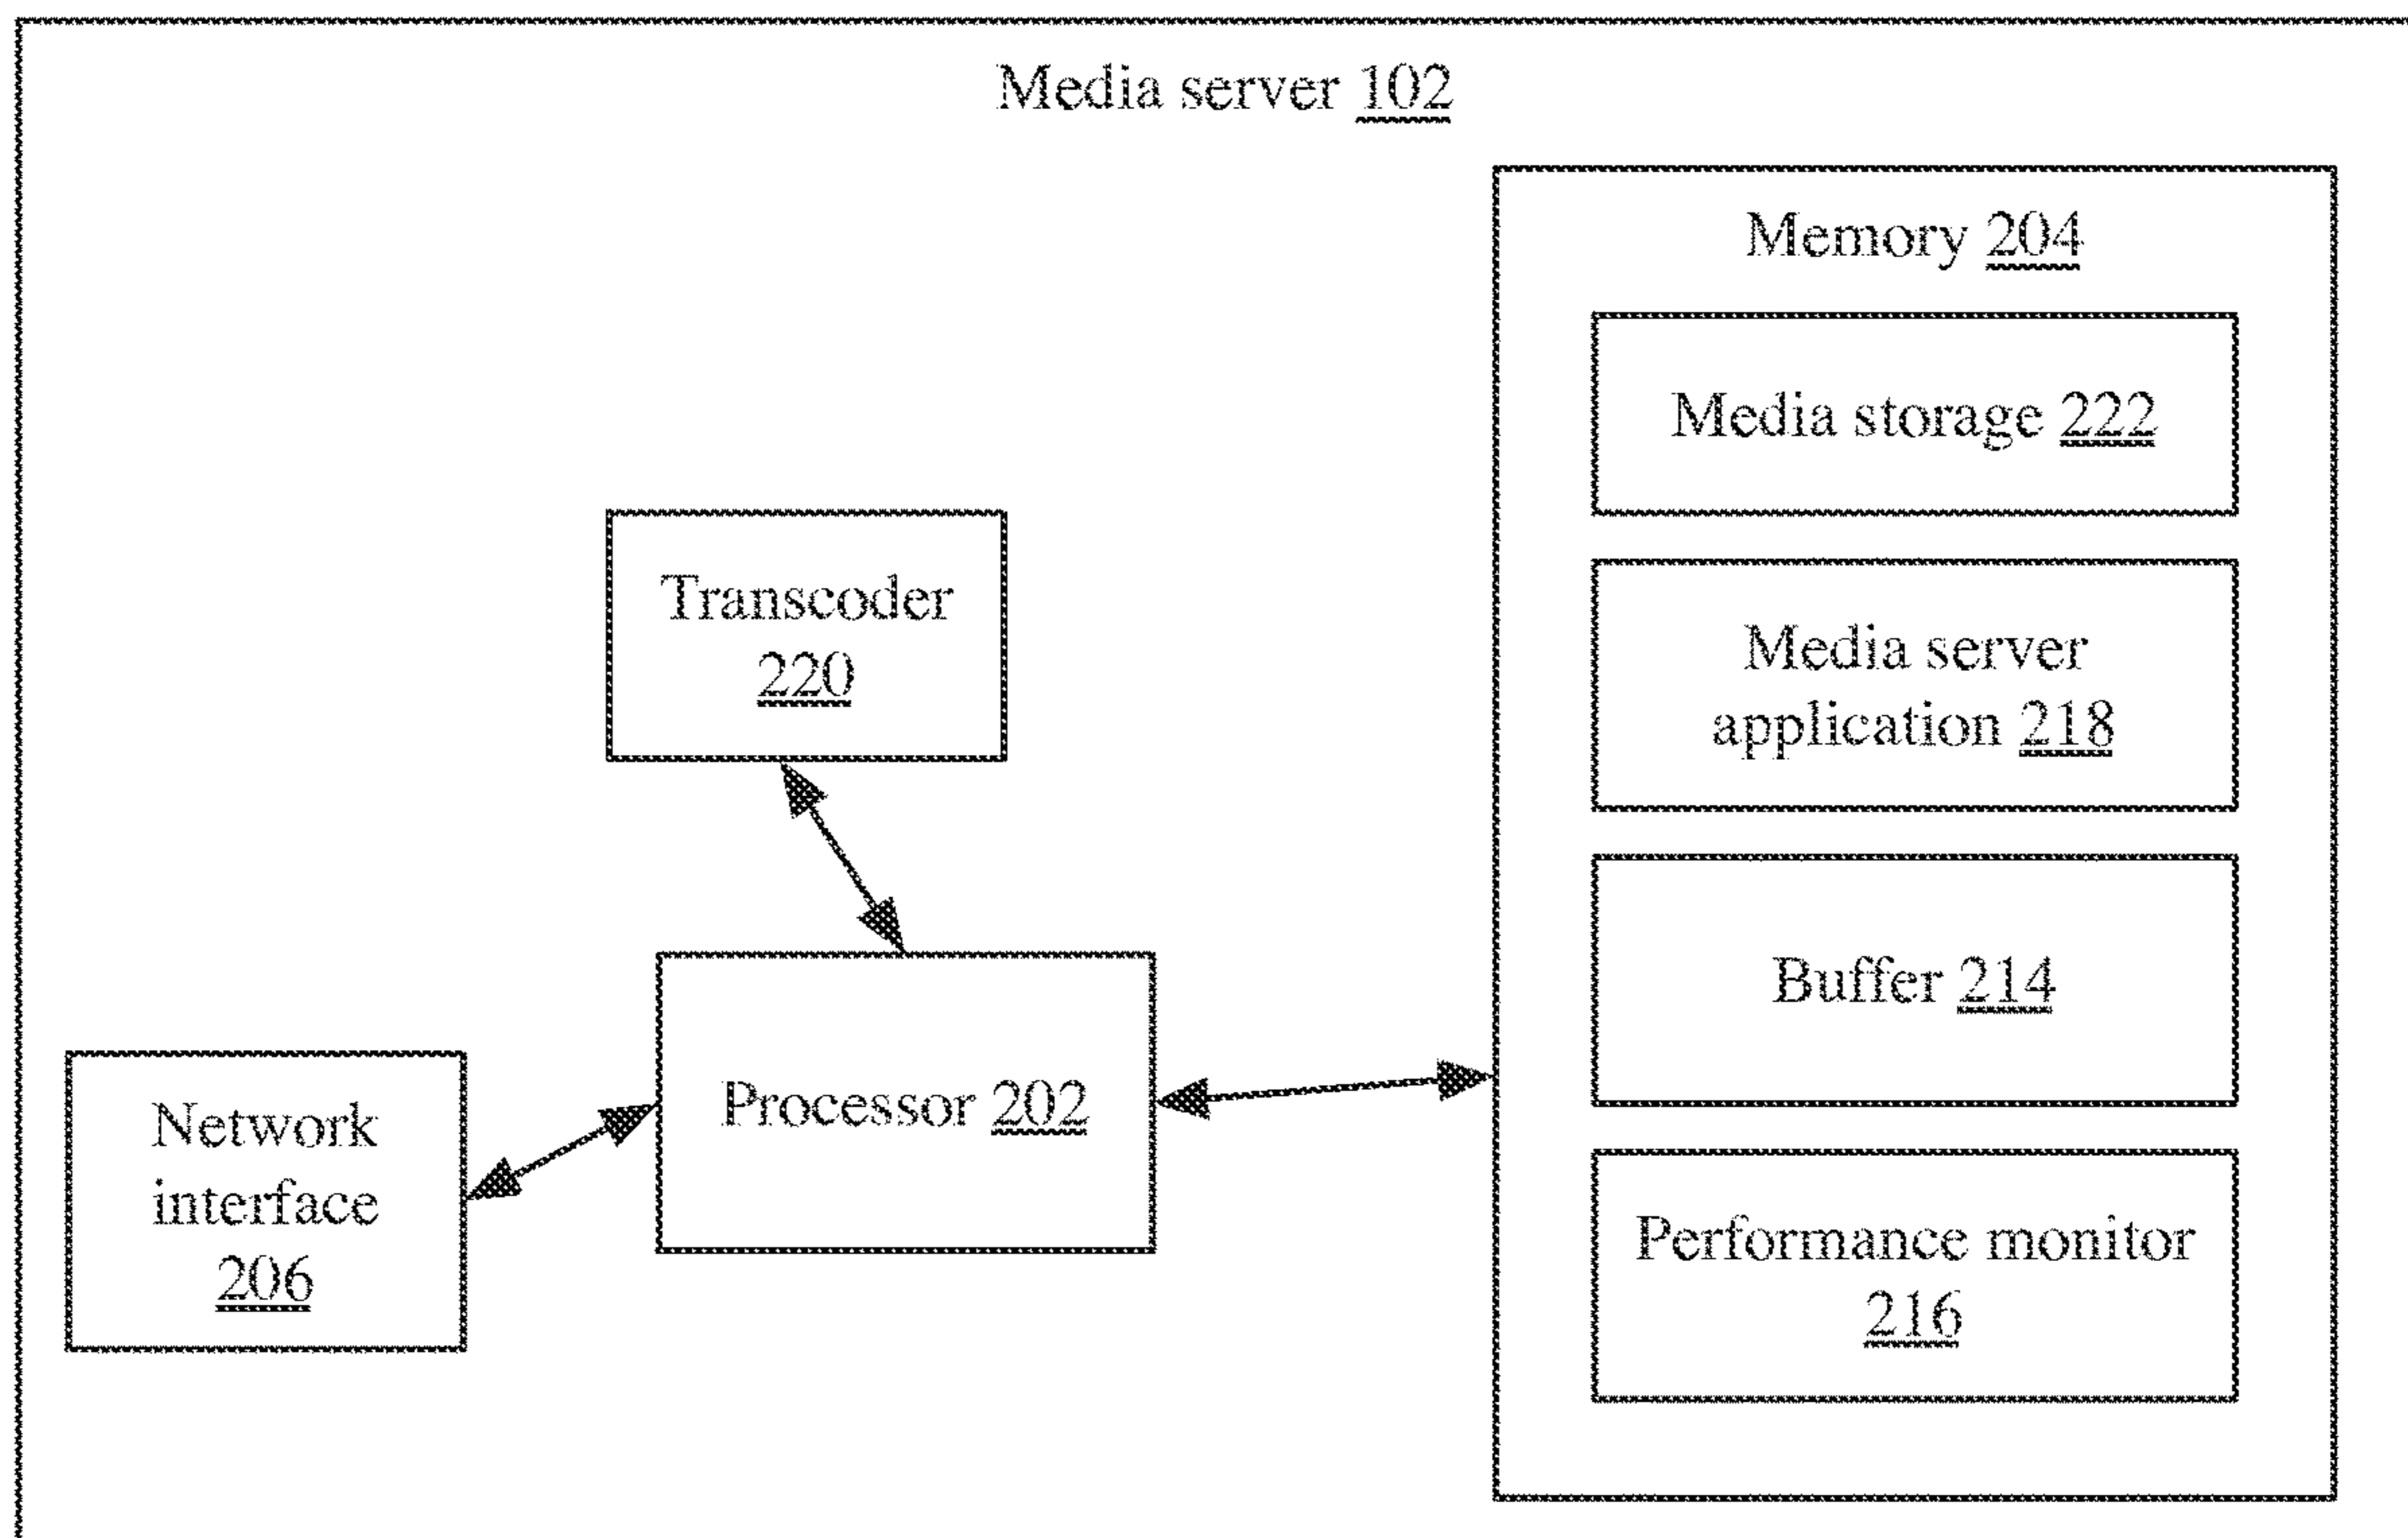 Media server 102
Memory 204
Media storage 222
Transcoder
220
Media server
application 218
Buffer 214
Processor 202
Network
interface
206
Performance monitor
216